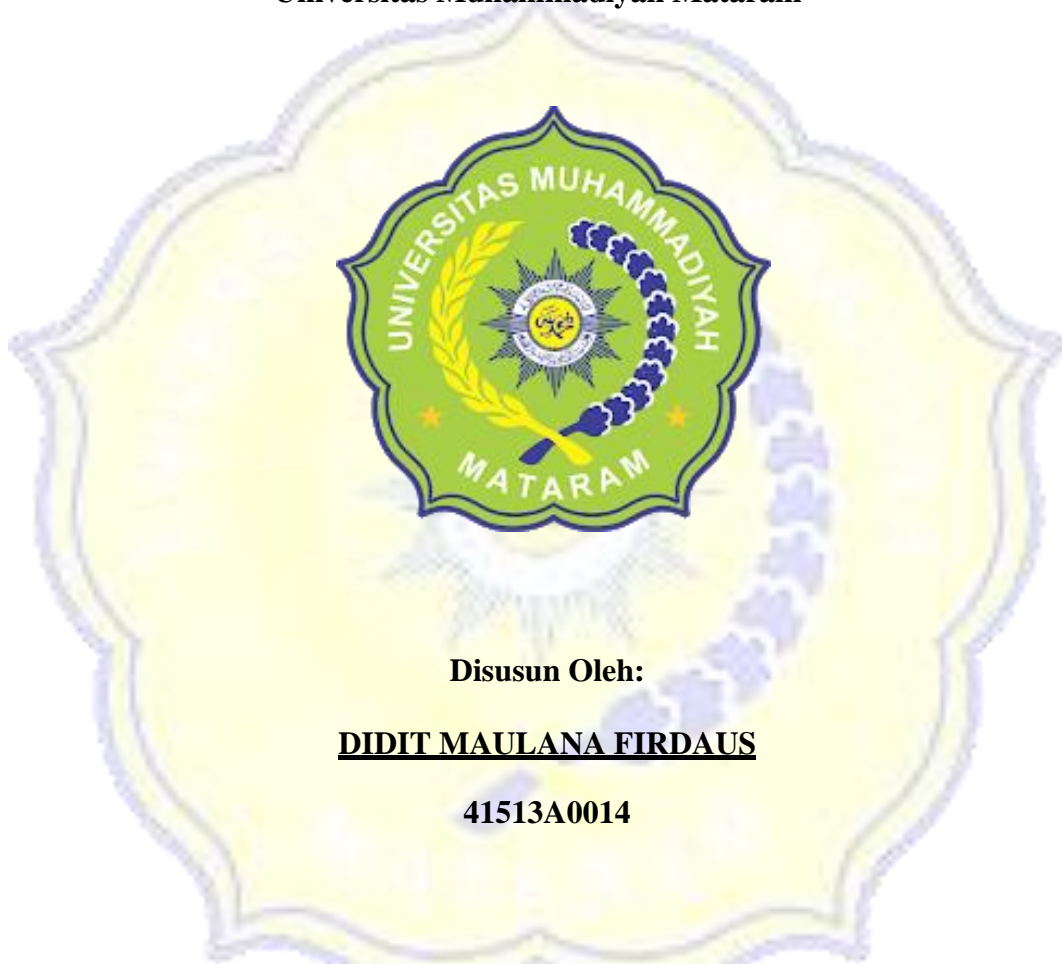 Universitas Muhammadiyah Mataram
UNIVERSITAS MUHAMMADIYAH
MATARAM
Disusun Oleh:
DIDIT MAULANA FIRDAUS
41513A0014